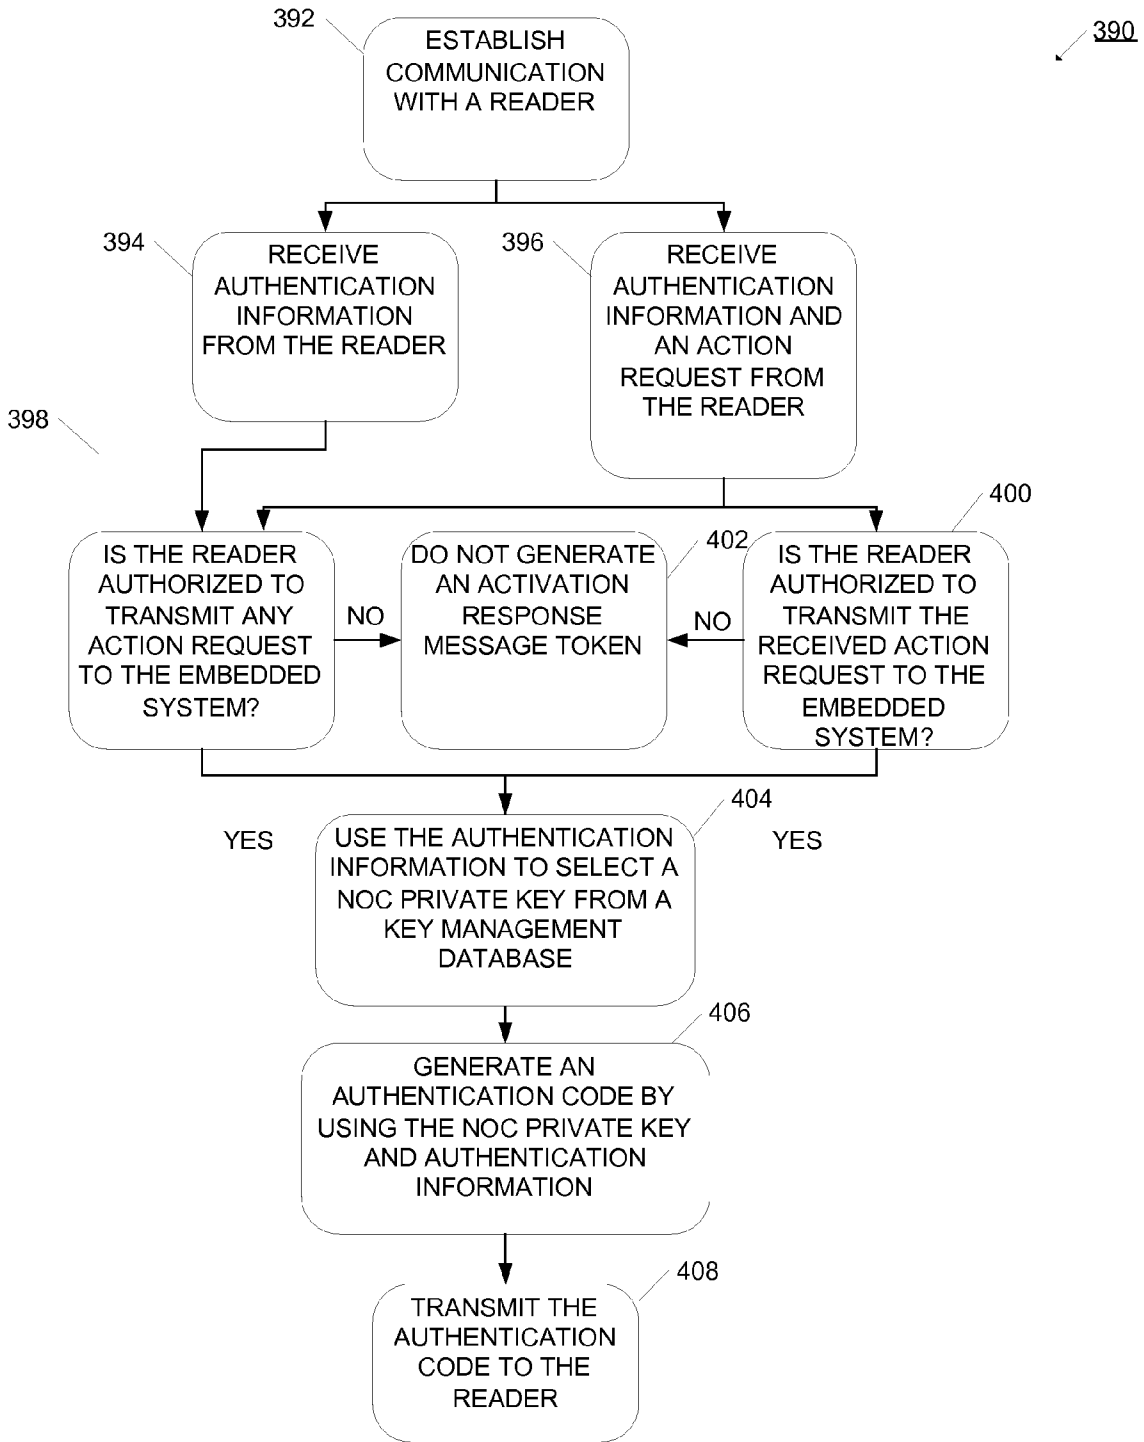 392
390
ESTABLISH
COMMUNICATION
WITH A READER
394
RECEIVE
AUTHENTICATION
INFORMATION
FROM THE READER
396
RECEIVE
AUTHENTICATION
INFORMATION AND
AN ACTION
REQUEST FROM
THE READER
398
IS THE READER
AUTHORIZED TO
TRANSMIT ANY
ACTION REQUEST
TO THE EMBEDDED
SYSTEM?
NO
402
DO NOT GENERATE
AN ACTIVATION
RESPONSE
MESSAGE TOKEN
NO
400
IS THE READER
AUTHORIZED TO
TRANSMIT THE
RECEIVED ACTION
REQUEST TO THE
EMBEDDED
SYSTEM?
YES
YES
404
USE THE AUTHENTICATION
INFORMATION TO SELECT A
NOC PRIVATE KEY FROM A
KEY MANAGEMENT
DATABASE
406
GENERATE AN
AUTHENTICATION CODE BY
USING THE NOC PRIVATE KEY
AND AUTHENTICATION
INFORMATION
408
TRANSMIT THE
AUTHENTICATION
CODE TO THE
READER